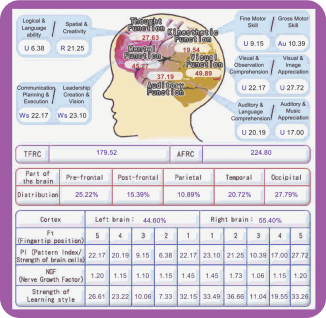 Logical &
Language
ability
U 6.38
Spatial &
Creativity
R 21.25
Thought
Function
27.63
Kinesthetic
Function
19.54
Mental
Function
45.27
Visual
Function
49.89
37.19
Auditory
Function
Fine Motor
Skill
U 9.15
Gross Motor
Skill
Au 10.39
Visual &
Observation
Comprehension
U 22.17
Visual &
Image
Appreciation
U 27.72
Communication
Planning &
Execution
Ws 22.17
Leadership
Creation &
Vision
Ws 23.10
Auditory &
Language
Comprehension
U 20.19
Auditory &
Music
Appreciation
U 17.00
TFRC 179.52 AFRC 224.80
Part of
the brain Pre-frontal Post-frontal Parietal Temporal Occipital
Distribution 25.22% 15.39% 10.89% 20.72% 27.79%
Cortex Left brain: 44.60% Right brain: 55.40%
Ft
(Fingertip position) 5 4 3 2 1 1 2 3 4 5
PI (Pattern Intensity/
Strength of brain cells) 22.17 20.19 9.15 6.38 22.17 23.10 21.25 10.39 17.00 27.72
NGF
(Nerve Growth Factor) 1.20 1.15 1.10 1.15 1.45 1.45 1.73 1.06 1.15 1.20
Strength of
Learning style 26.61 23.22 10.06 7.33 32.15 33.49 36.66 11.04 19.55 33.26